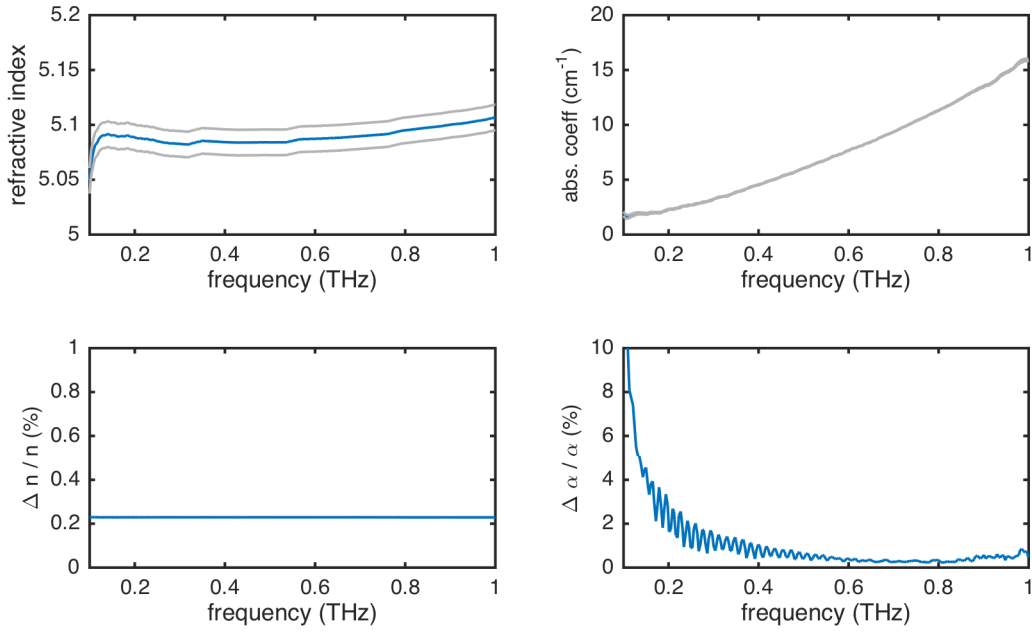 refractive index
5.2
5.15
5.1
5.05
5
0.2 0.4 0.6 0.8 1
frequency (THz)
abs. coeff (cm⁻¹)
20
15
10
5
0
0.2 0.4 0.6 0.8 1
frequency (THz)
Δ n / n (%)
1
0.8
0.6
0.4
0.2
0
0.2 0.4 0.6 0.8 1
frequency (THz)
Δ α / α (%)
10
8
6
4
2
0
0.2 0.4 0.6 0.8 1
frequency (THz)